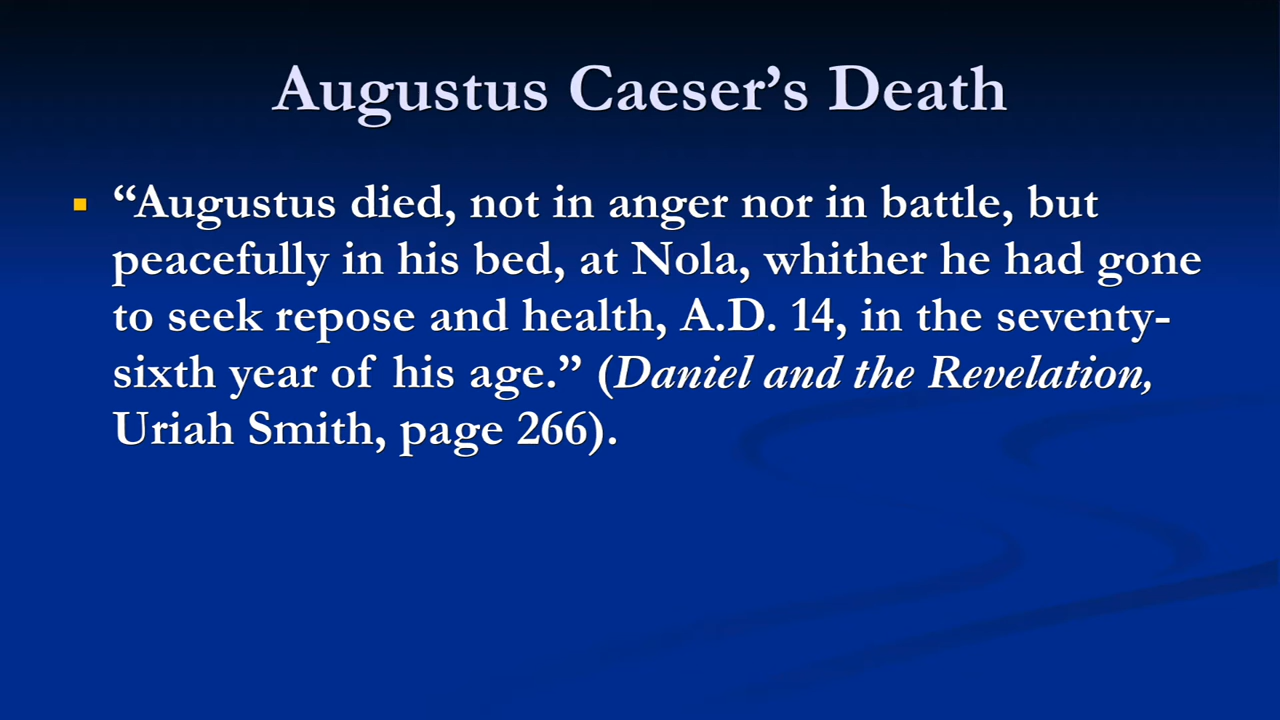 Augustus Caeser’s Death
“Augustus died, not in anger nor in battle, but
peacefully in his bed, at Nola, whither he had gone
to seek repose and health, A.D. 14, in the seventy-
sixth year of his age.” (Daniel and the Revelation,
Uriah Smith, page 266).